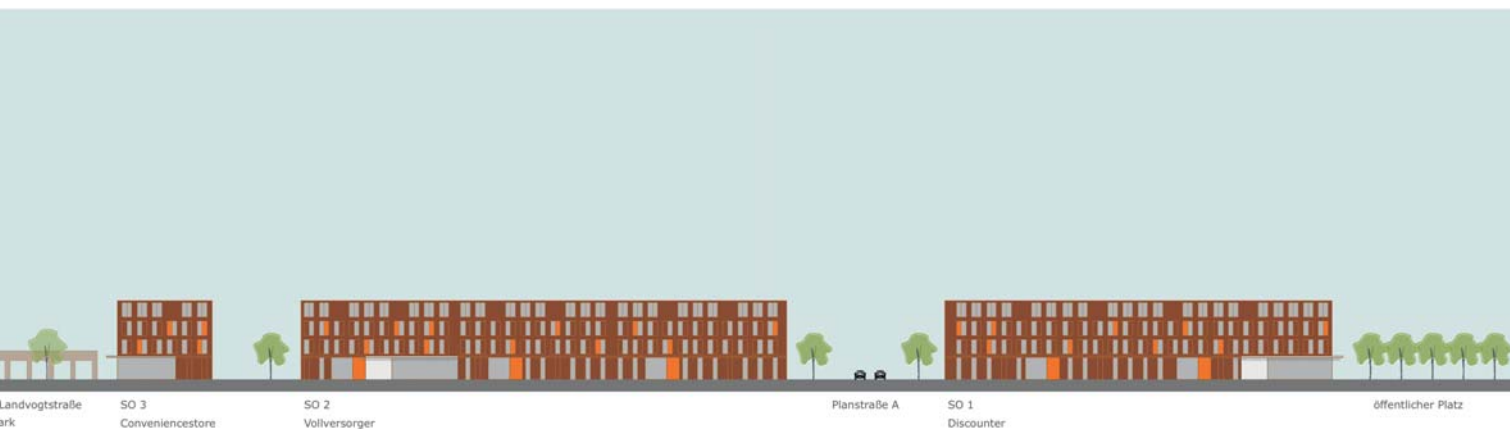 Landvogtstraße
ark
SO 3
Conveniencestore
SO 2
Vollversorger
Planstraße A
SO 1
Discounter
öffentlicher Platz